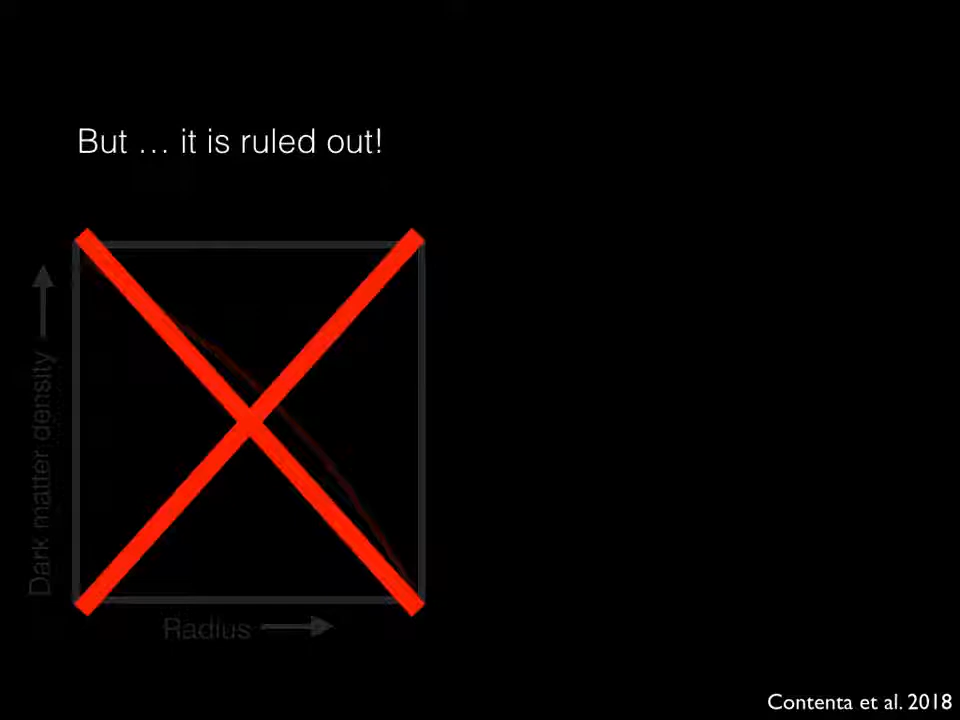 But … it is ruled out!
Dark matter density
Radius
Contenta et al. 2018